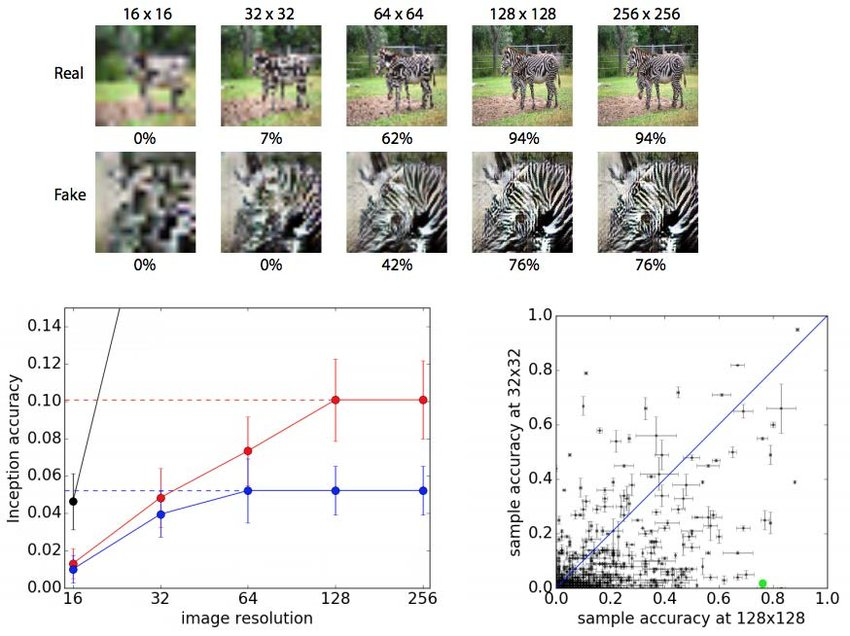 16 x 16 32 x 32 64 x 64 128 x 128 256 x 256
Real
0% 7% 62% 94% 94%
Fake
0% 0% 42% 76% 76%
Inception accuracy
0.14
0.12
0.10
0.08
0.06
0.04
0.02
0.00
16 32 64 128 256
image resolution
sample accuracy at 32x32
1.0
0.8
0.6
0.4
0.2
0.0
0.0 0.2 0.4 0.6 0.8 1.0
sample accuracy at 128x128